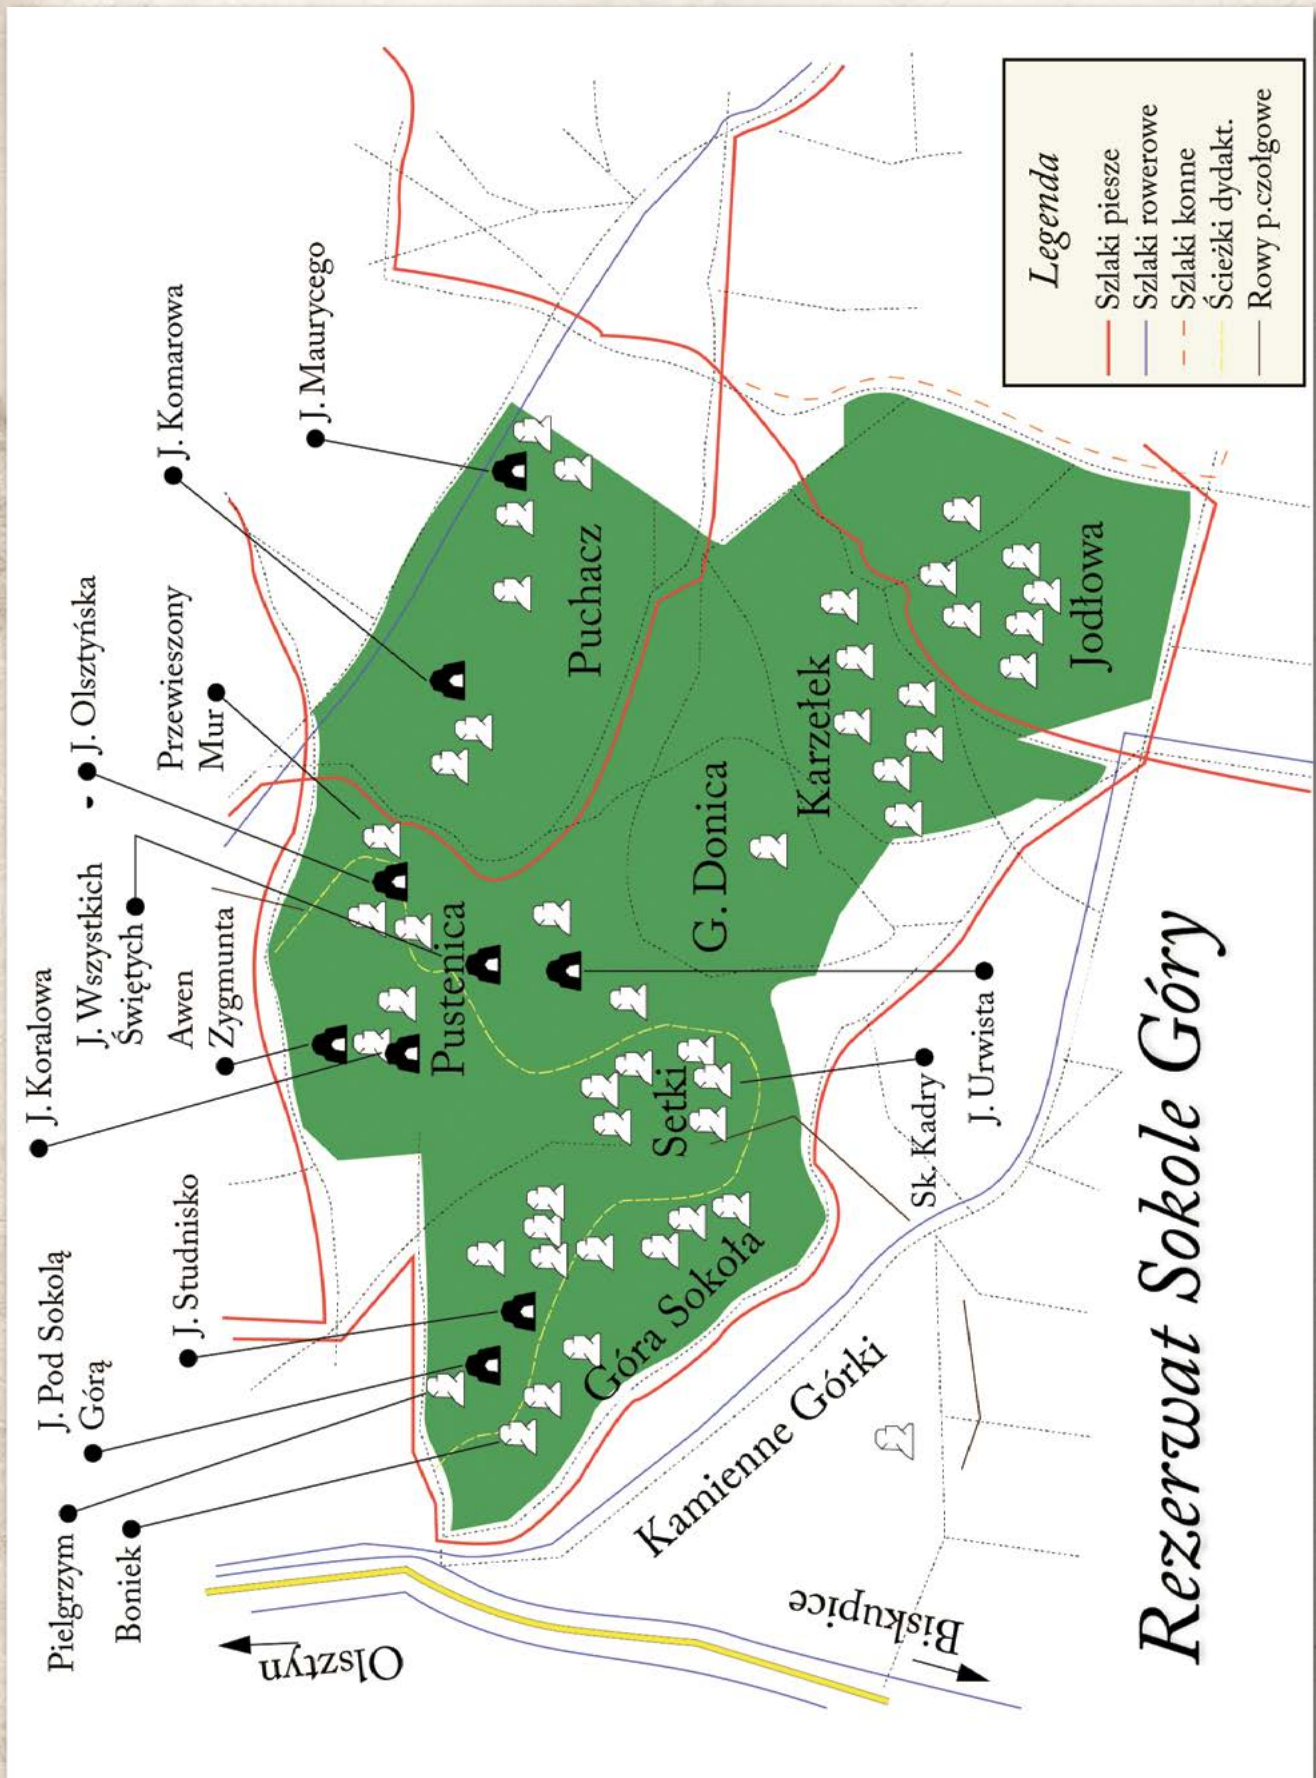 Rezerwat Sokole Góry
Pielgrzym
Boniek
J. Pod Sokolą
Górą
J. Studnisko
J. Koralowa
J. Wszystkich
Świętych
Awen
Zygmunta
J. Olsztyńska
Przewieszony
Mur
J. Komarowa
J. Maurycego
Olsztyn
Biskupice
Kamienne Górki
Góra Sokoła
Setki
Pustenica
Puchacz
G. Donica
Karzełek
Jodłowa
Sk. Kadry
J. Urwista
Legenda
Szlaki piesze
Szlaki rowerowe
Szlaki konne
Ścieżki dydakt.
Rowy p.czołgowe